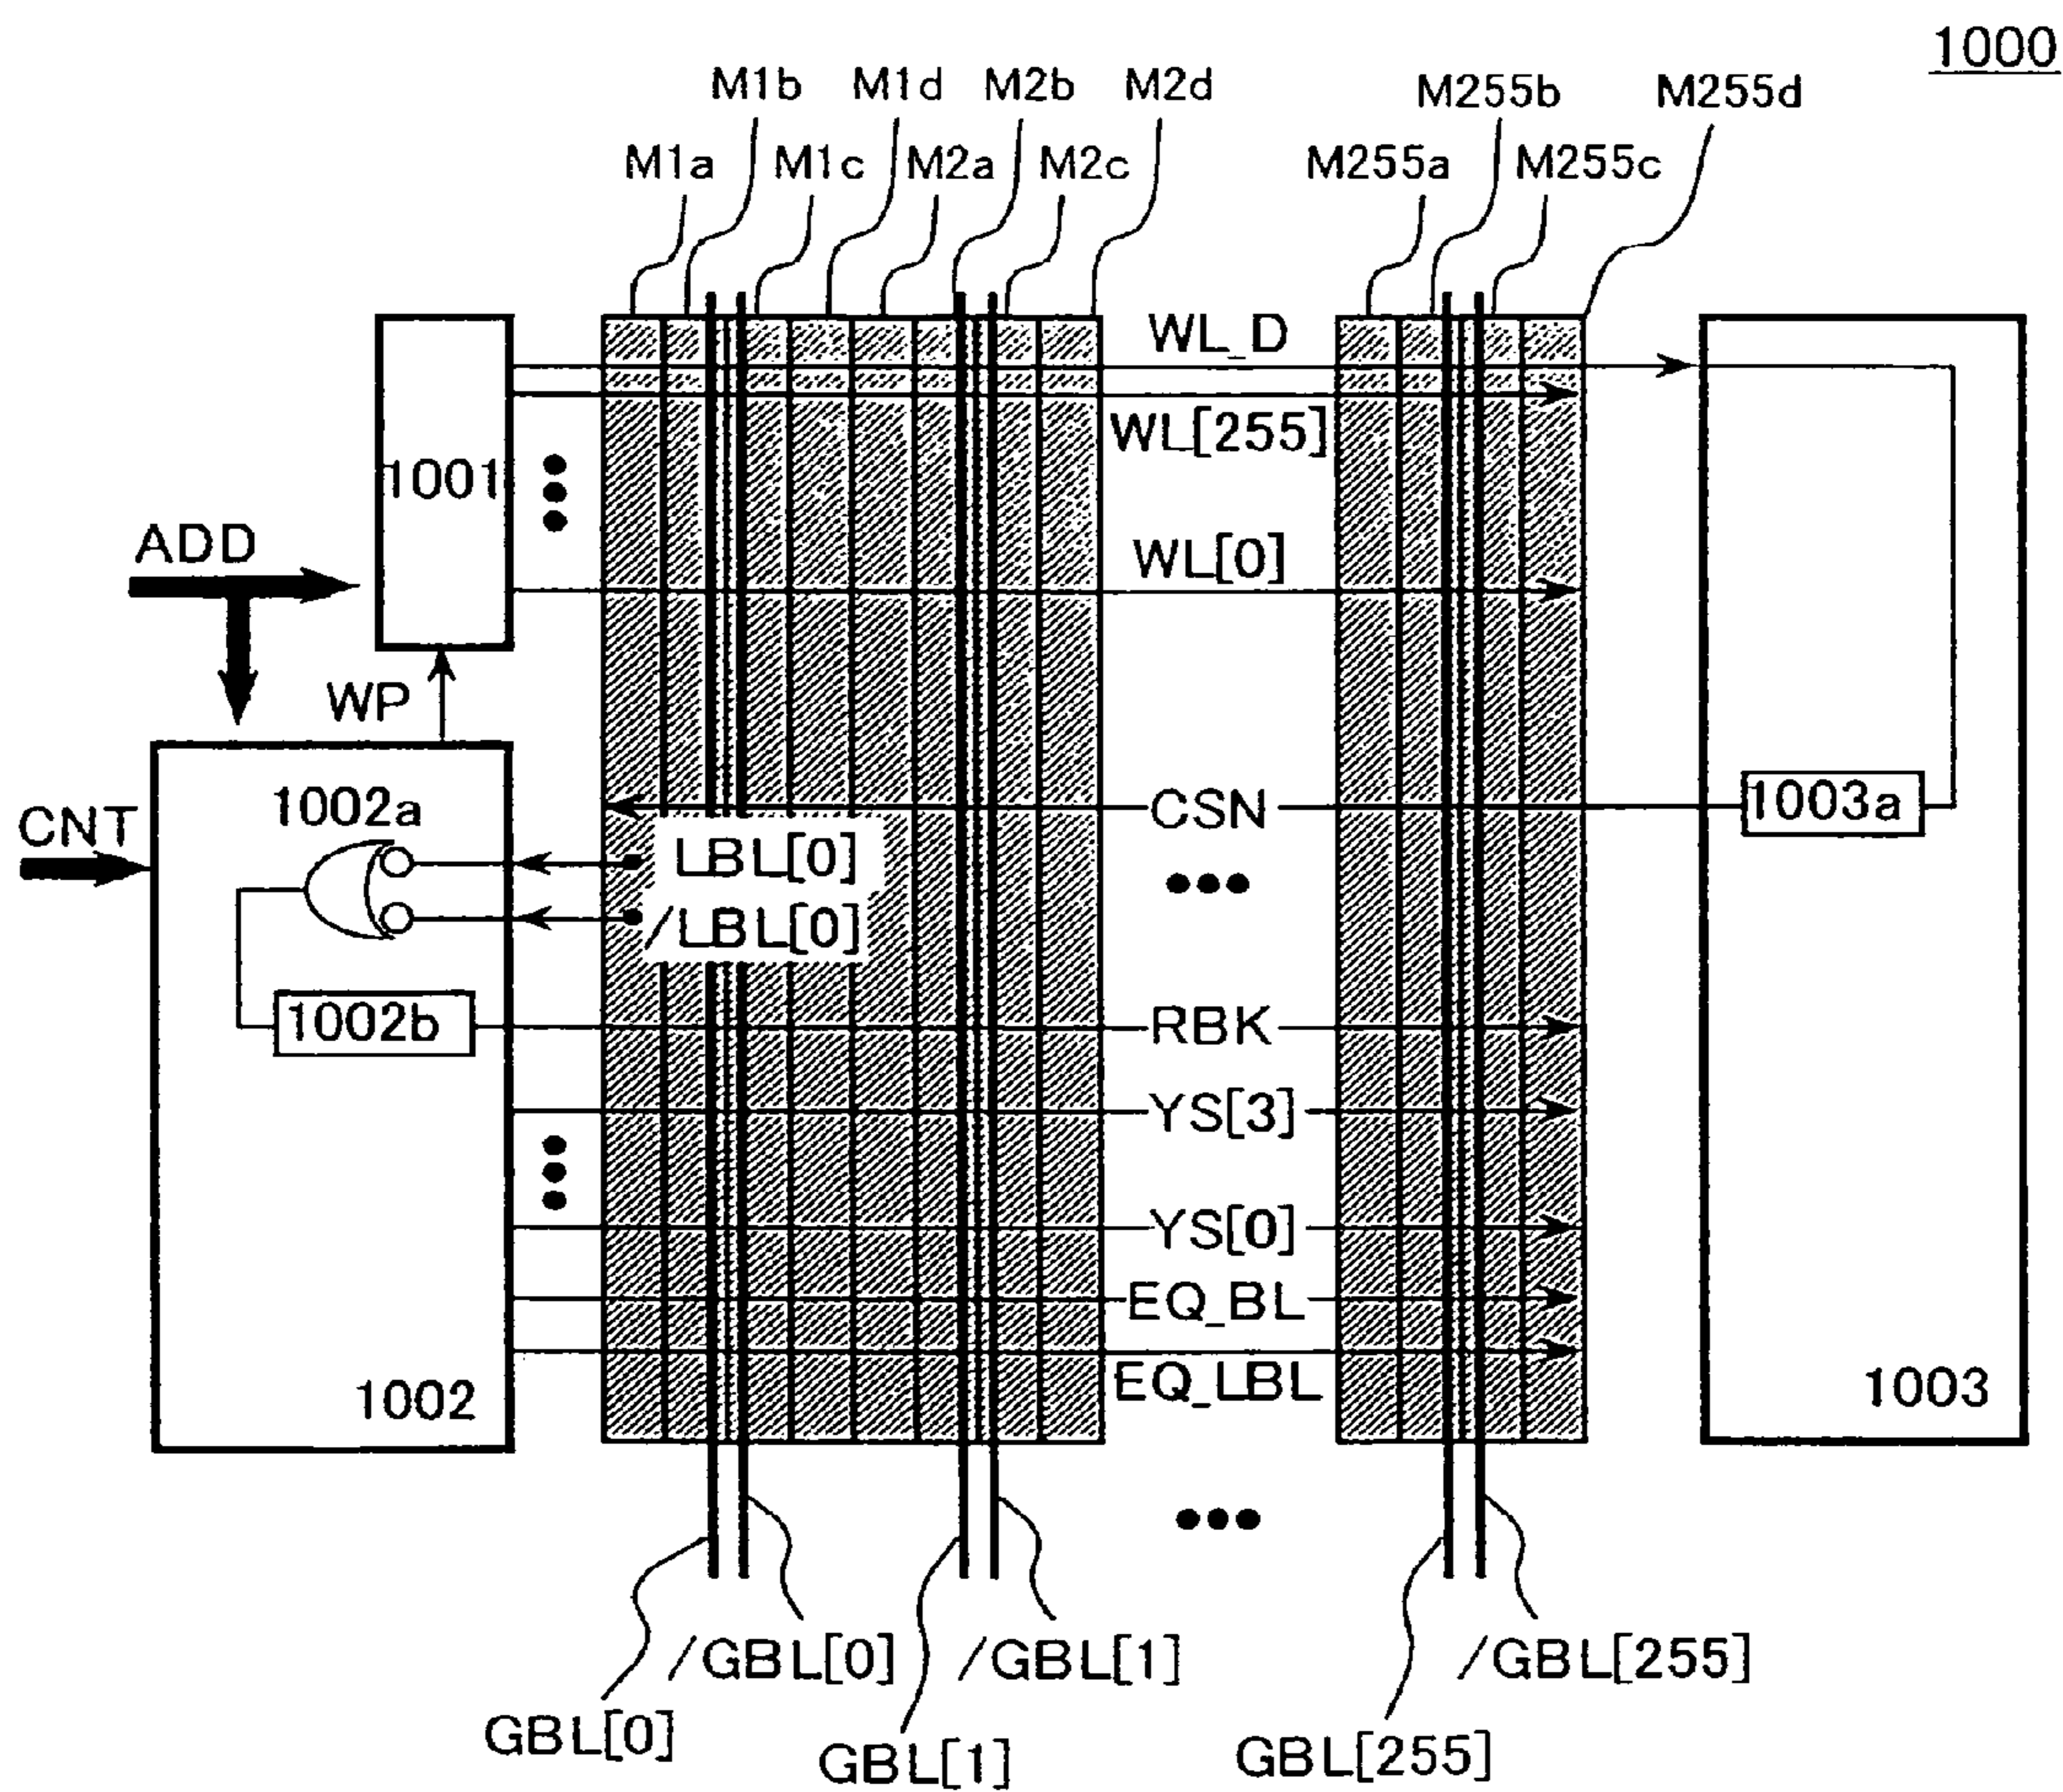 1000
M1b M1d M2b M2d M255b M255d
M1a M1c M2a M2c M255a M255c
WL_D
WL[255]
1001
ADD
WL[0]
WP
1002a
CNT
CSN
1003a
LBL[0]
/LBL[0]
1002b
RBK
YS[3]
YS[0]
EQ_BL
EQ_LBL
1002
1003
/GBL[0] /GBL[1] /GBL[255]
GBL[0] GBL[1] GBL[255]